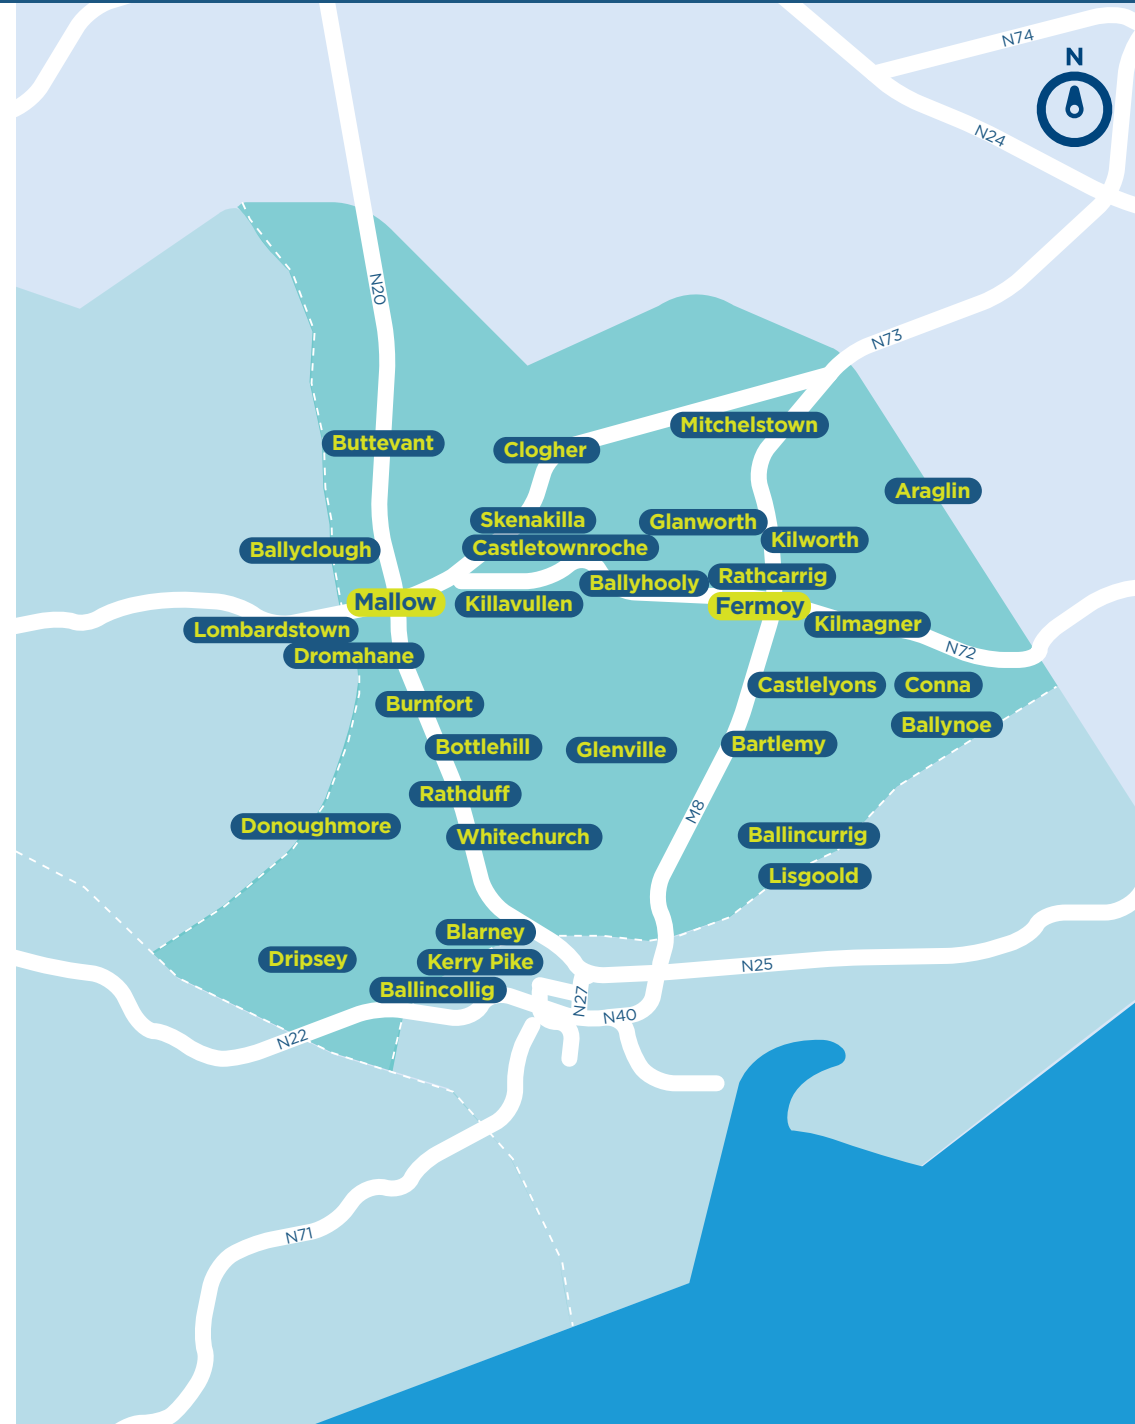 N74
N
N24
N20
N73
Mitchelstown
Buttevant
Clogher
Araglin
Skenakilla
Glanworth
Kilworth
Castletownroche
Ballyclough
Rathcarrig
Ballyhooly
Mallow
Killavullen
Fermoy
Kilmagner
Lombardstown
N72
Dromahane
Castlelyons
Conna
Burnfort
Ballynoe
Bottlehill
Glenville
Bartlemy
Rathduff
M8
Donoughmore
Whitechurch
Ballincurrig
Lisgoold
Blarney
Dripsey
Kerry Pike
N25
Ballincollig
N27
N40
N22
N71